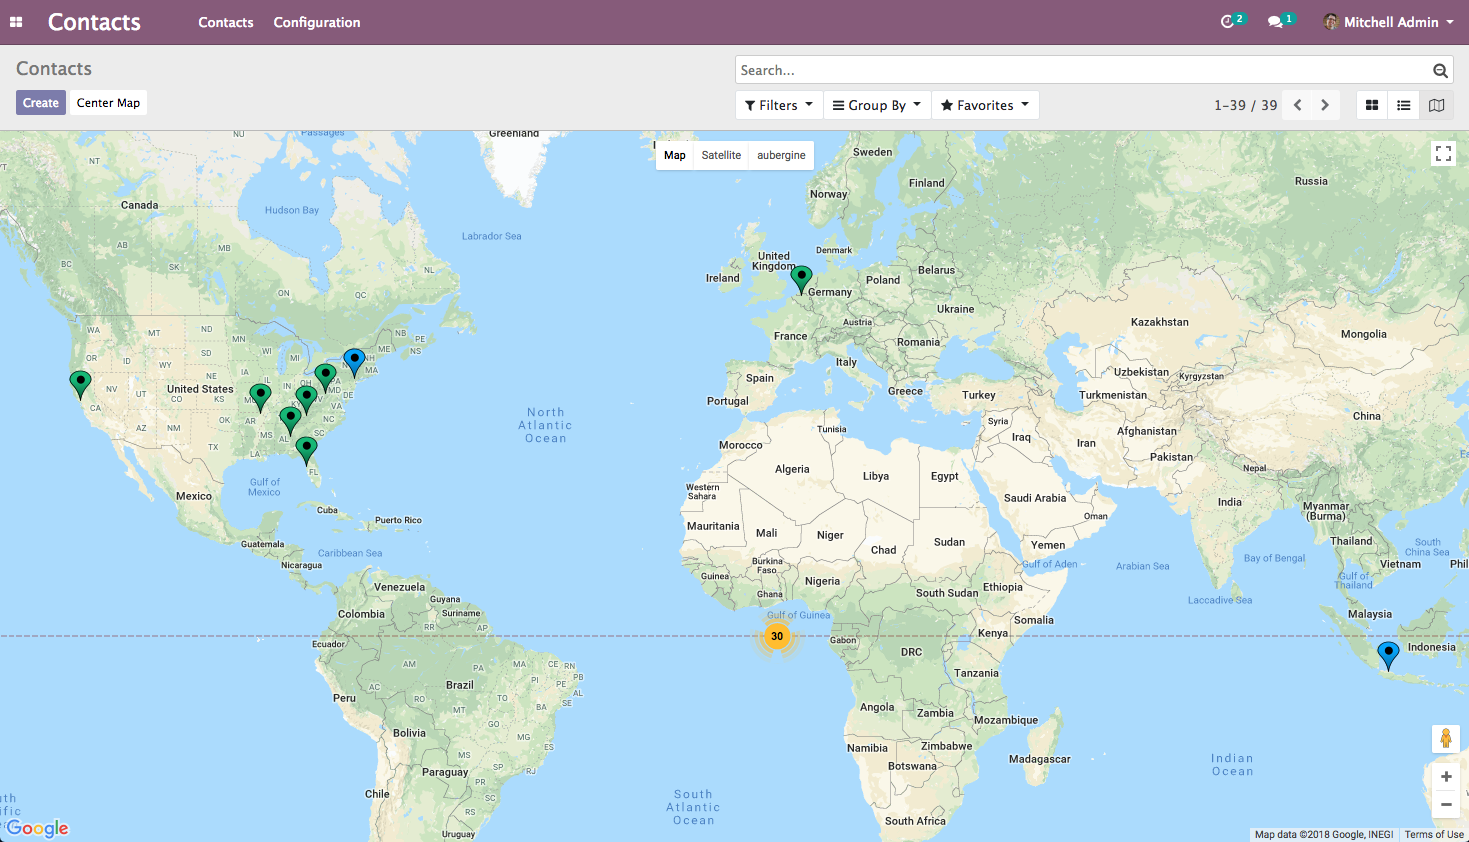 Contacts
Contacts
Configuration
2
1
Mitchell Admin
Contacts
Search...
Create
Center Map
Filters
Group By
Favorites
1-39 / 39
Map
Satellite
aubergine
NU
Passages
Greenland
NT
YT
Canada
Hudson Bay
Labrador Sea
AB
MB
BC
SK
NL
ON
QC
Sweden
Finland
Norway
Russia
Denmark
United
Kingdom
Ireland
Belarus
Poland
Germany
Ukraine
France
Austria
Romania
Kazakhstan
Mongolia
Italy
Spain
Portugal
Greece
Turkey
Uzbekistan
Kyrgyzstan
Turkmenistan
China
WA
MT
ND
MN
NB
PE
NS
OR
ID
WY
SD
WI
MI
ME
NH
MA
NV
UT
CO
United States
KS
IA
IL
IN
OH
PA
DE
CA
AZ
NM
OK
AR
VA
NC
SC
MS
AL
TX
LA
FL
Gulf of
Mexico
Mexico
Cuba
Puerto Rico
North
Atlantic
Ocean
Tunisia
Morocco
Syria
Iraq
Iran
Afghanistan
Pakistan
Nepal
Algeria
Libya
Egypt
Western
Sahara
Saudi Arabia
Oman
India
Myanmar
(Burma)
Mauritania
Mali
Niger
Chad
Sudan
Yemen
Thailand
South
China Sea
Guatemala
Caribbean Sea
Nicaragua
Burkina
Faso
Gulf of Aden
Arabian Sea
Bay of Bengal
Vietnam
Phil
Guinea
Ghana
Nigeria
South Sudan
Ethiopia
Gulf of
Thailand
Laccadive Sea
Venezuela
Guyana
Suriname
Colombia
Gulf of Guinea
Somalia
Malaysia
RR
AP
30
Ecuador
Gabon
Kenya
DRC
Indonesia
AM
PA
MA
CE
RN
PB
PI
PE
AL
SE
AC
RO
TO
BA
Tanzania
Peru
Brazil
MT
GO
Angola
Zambia
Mozambique
Bolivia
MG
ES
MS
SP
RJ
Namibia
Zimbabwe
Botswana
Madagascar
Indian
Ocean
Paraguay
PR
SC
RS
Chile
South
Atlantic
Ocean
South Africa
Uruguay
Google
Map data ©2018 Google, INEGI
Terms of Use